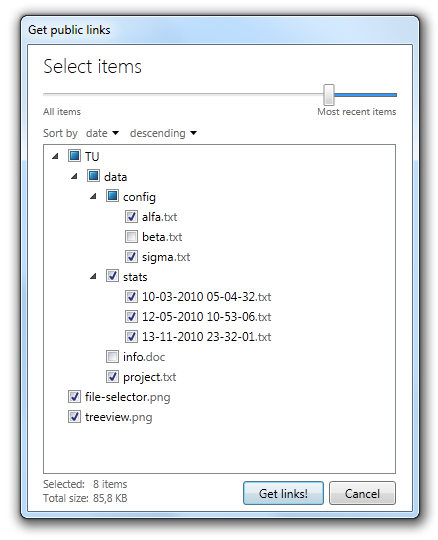 Get public links
Select items
All items Most recent items
Sort by date descending
TU
data
config
alfa.txt
beta.txt
sigma.txt
stats
10-03-2010 05-04-32.txt
12-05-2010 10-53-06.txt
13-11-2010 23-32-01.txt
info.doc
project.txt
file-selector.png
treeview.png
Selected: 8 items
Total size: 85,8 KB
Get links! Cancel